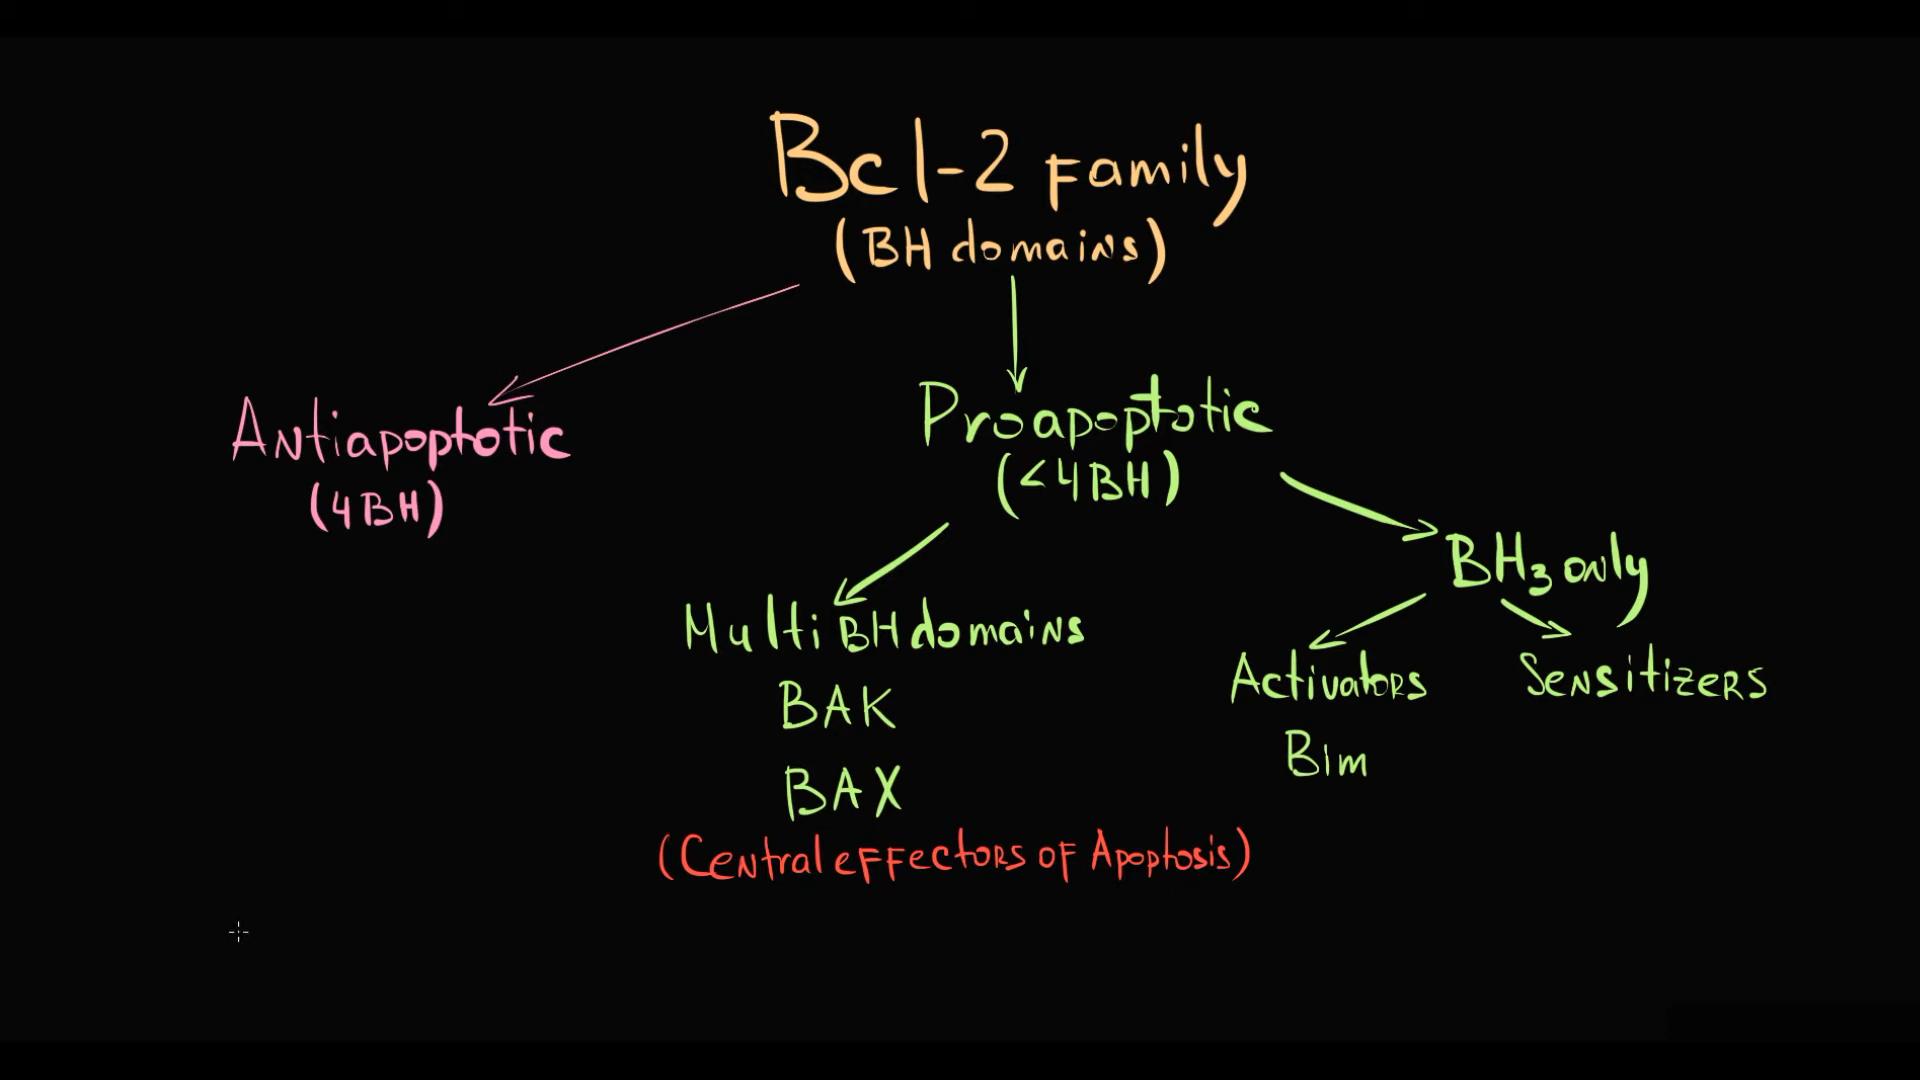 Bcl-2 Family
(BH domains)
Antiapoptotic
(4BH)
Proapoptotic
(<4BH)
Multi BH domains
BAK
BAX
(Central effectors of Apoptosis)
BH3 only
Activators
Bim
Sensitizers